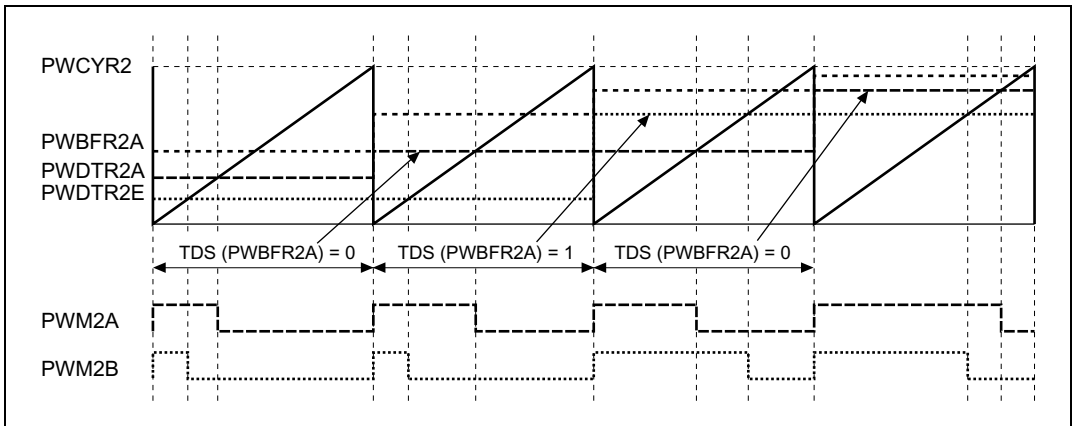 PWCYR2
PWBFR2A
PWDTR2A
PWDTR2E
TDS (PWBFR2A) = 0 TDS (PWBFR2A) = 1 TDS (PWBFR2A) = 0
PWM2A
PWM2B